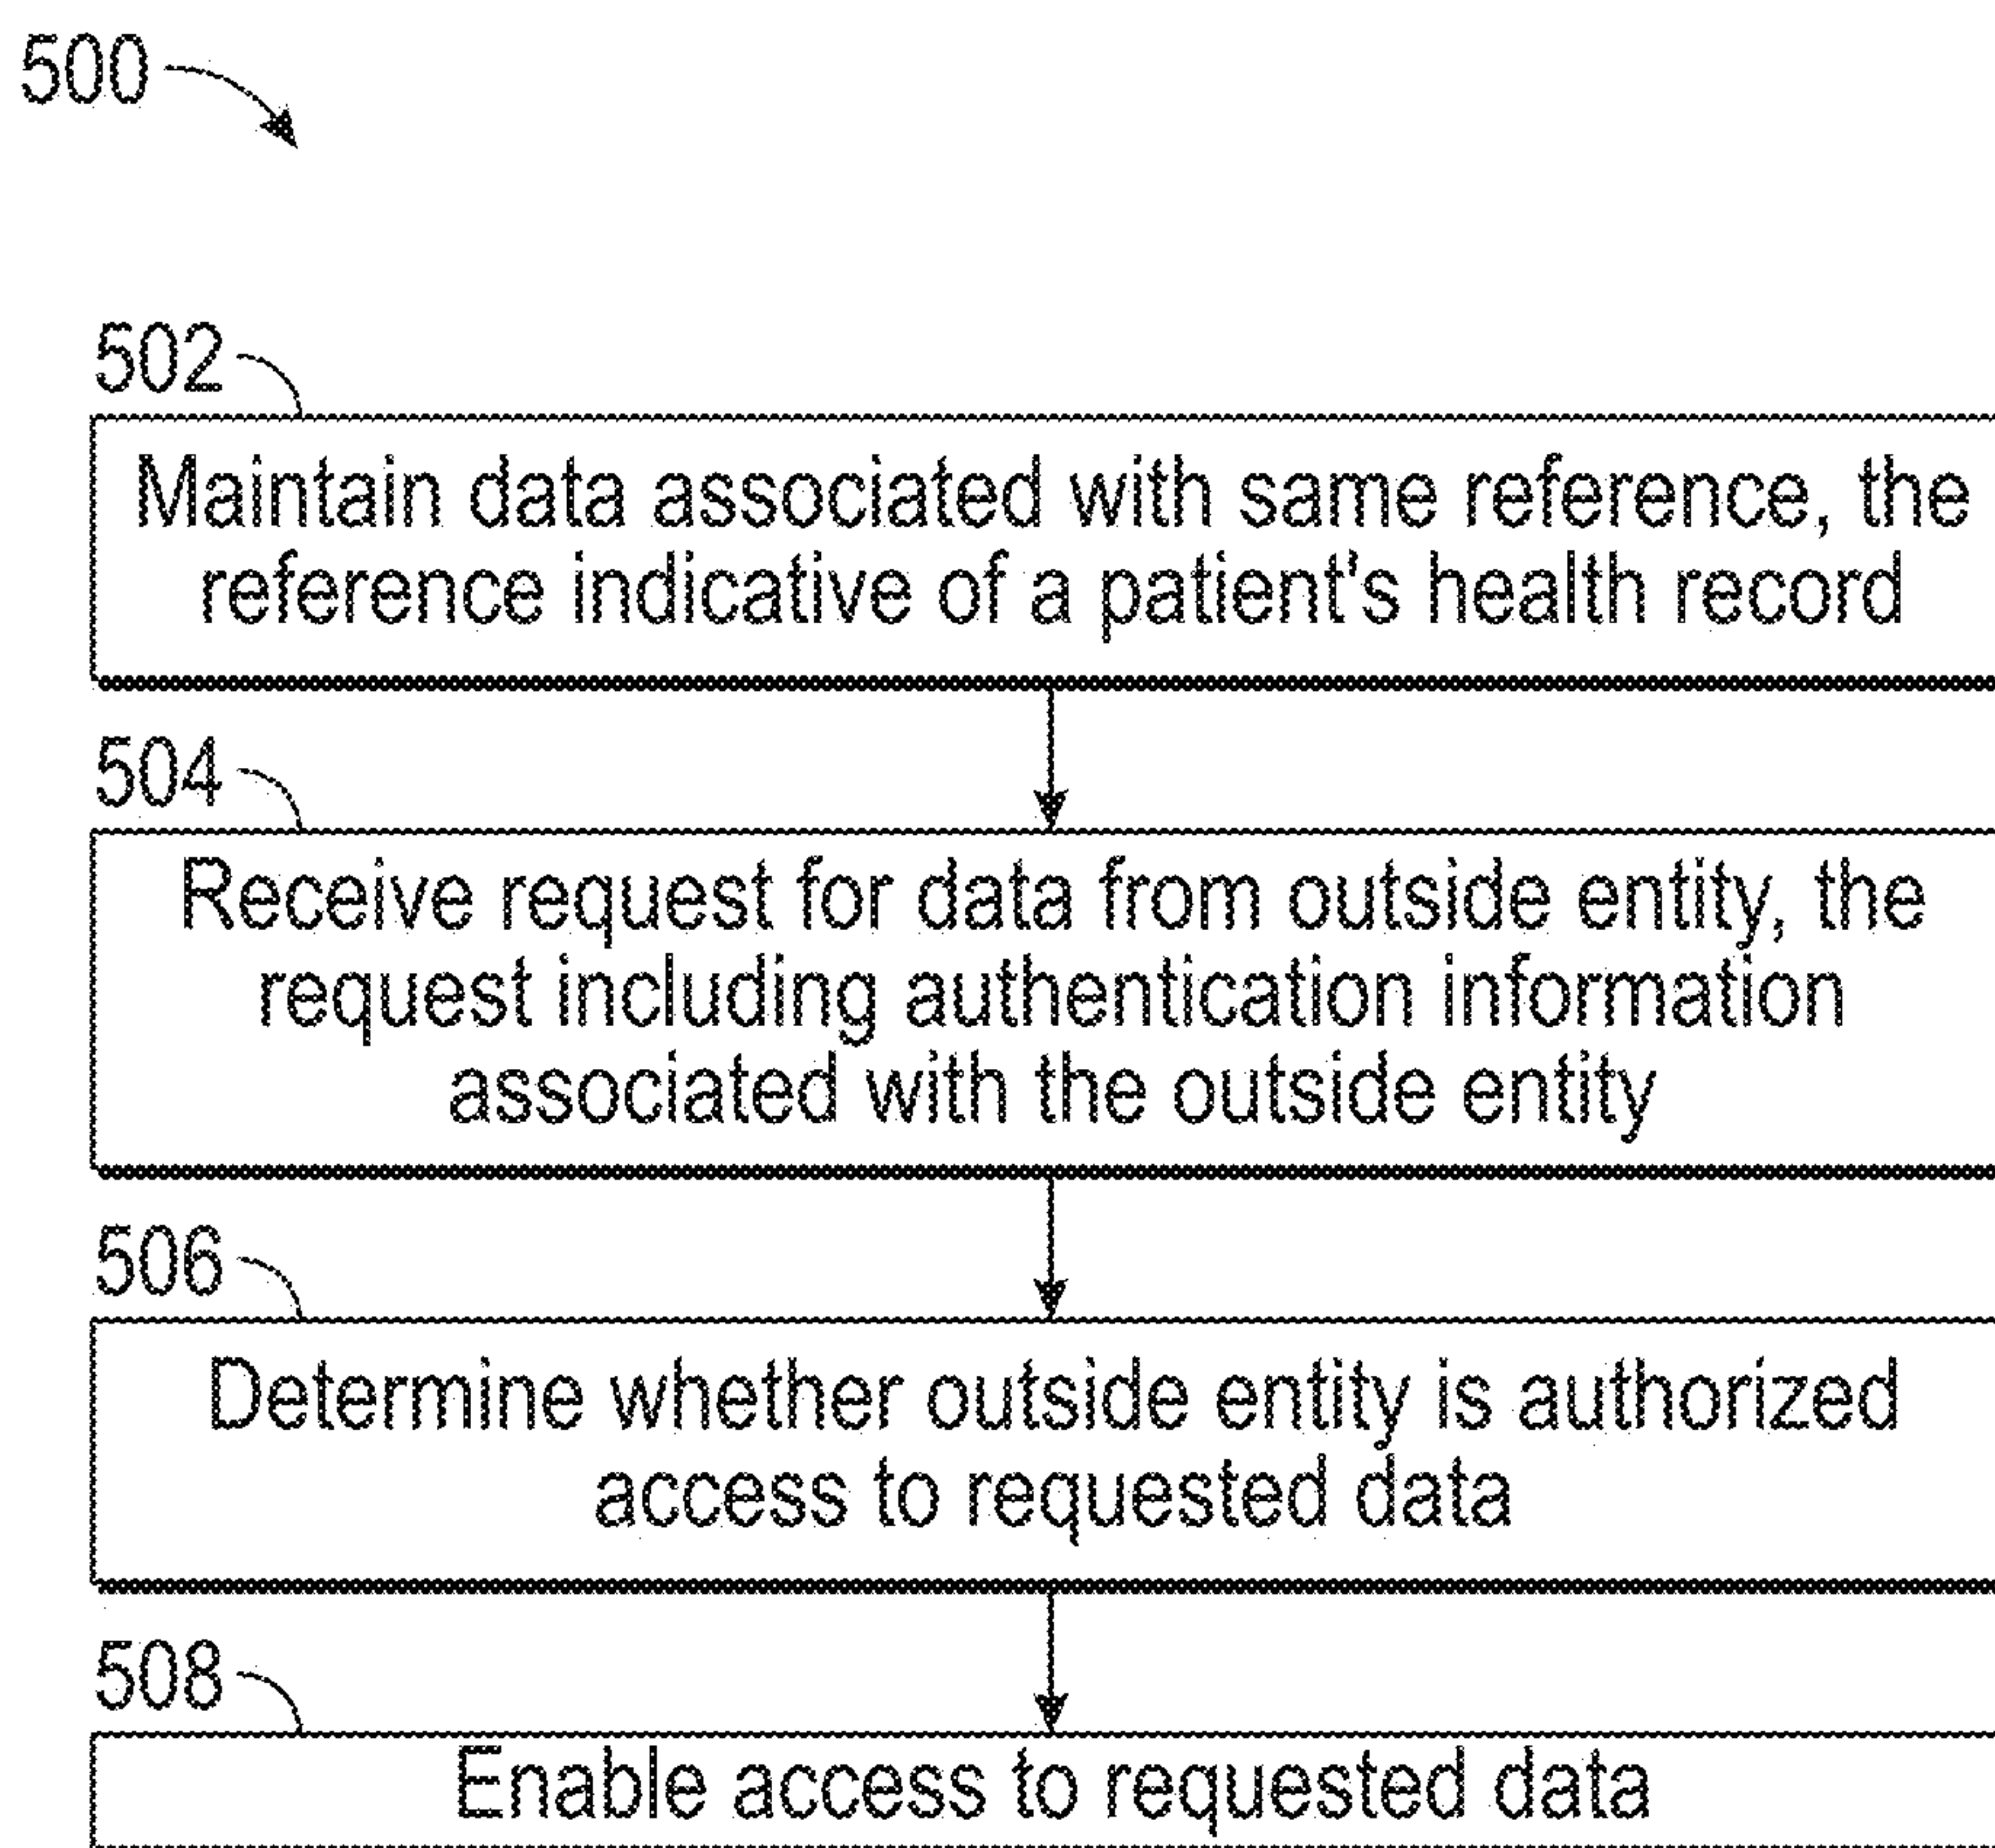 500
502
Maintain data associated with same reference, the
reference indicative of a patient's health record
504
Receive request for data from outside entity, the
request including authentication information
associated with the outside entity
506
Determine whether outside entity is authorized
access to requested data
508
Enable access to requested data